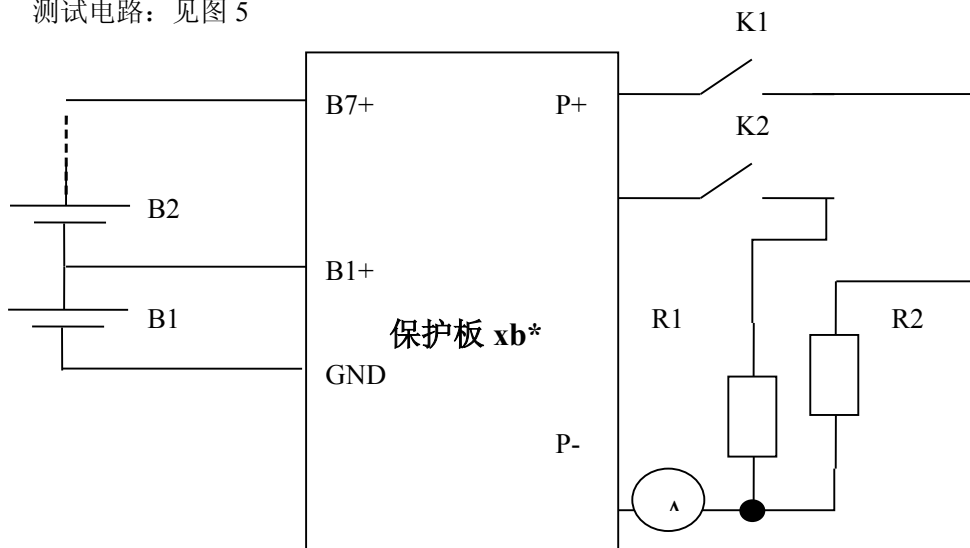 测试电路：见图 5
K1
B7+
P+
K2
B2
B1+
B1
R1
R2
保护板 xb*
GND
P-